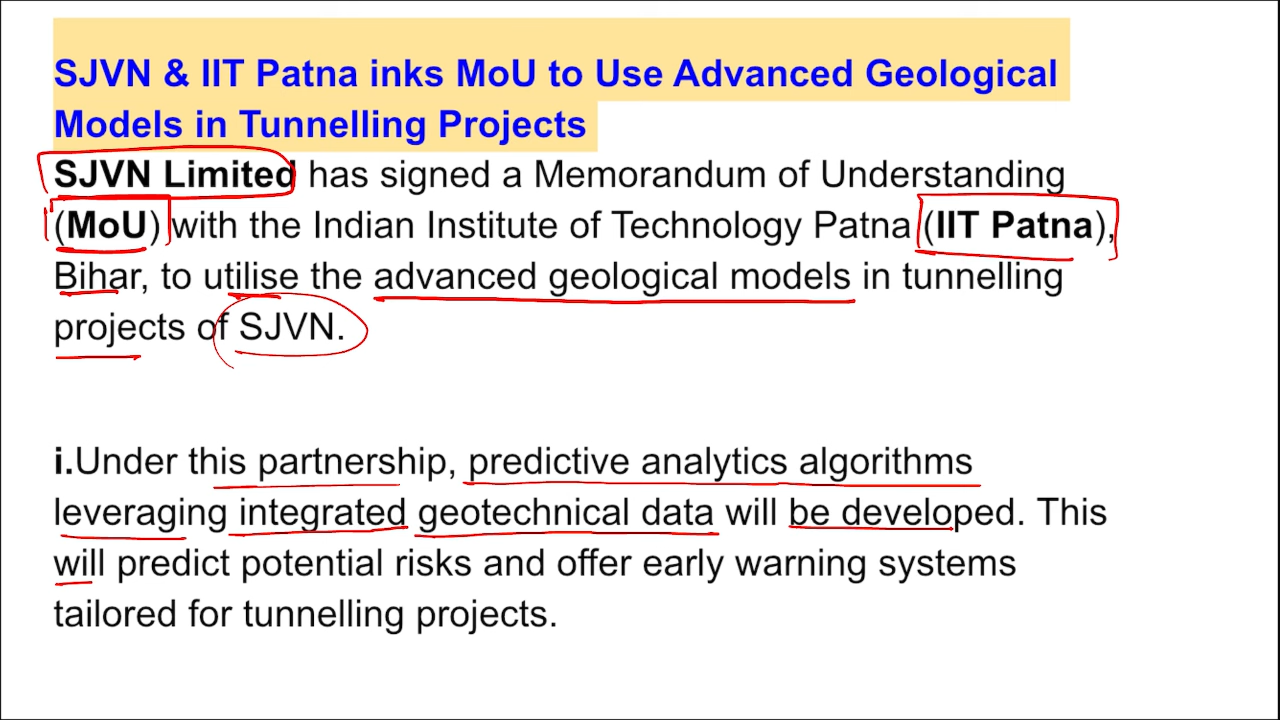 SJVN & IIT Patna inks MoU to Use Advanced Geological
Models in Tunnelling Projects
SJVN Limited has signed a Memorandum of Understanding
(MoU) with the Indian Institute of Technology Patna (IIT Patna),
Bihar, to utilise the advanced geological models in tunnelling
projects of SJVN.
i.Under this partnership, predictive analytics algorithms
leveraging integrated geotechnical data will be developed. This
will predict potential risks and offer early warning systems
tailored for tunnelling projects.